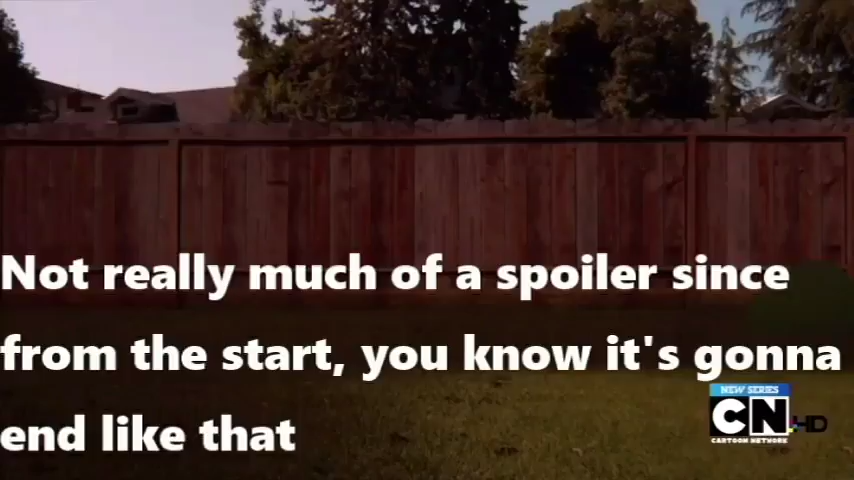 Not really much of a spoiler since
from the start, you know it's gonna
end like that
NEW SERIES
CN HD
CARTOON NETWORK